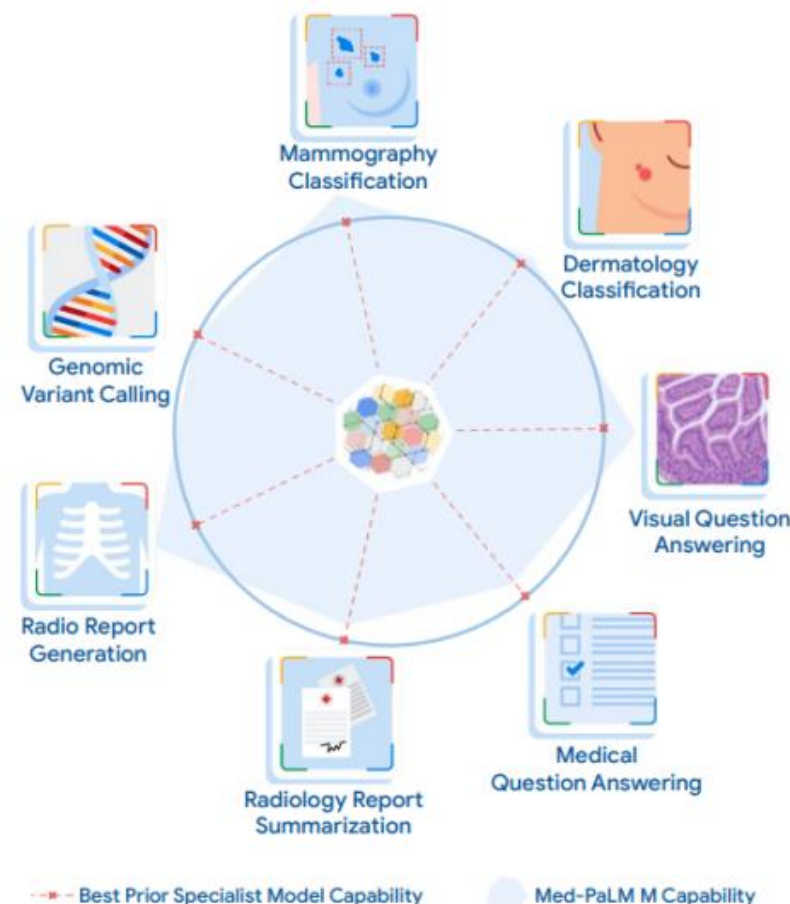 Mammography
Classification
Dermatology
Classification
Genomic
Variant Calling
Visual Question
Answering
Radio Report
Generation
Medical
Question Answering
Radiology Report
Summarization
Best Prior Specialist Model Capability
Med-PaLM M Capability